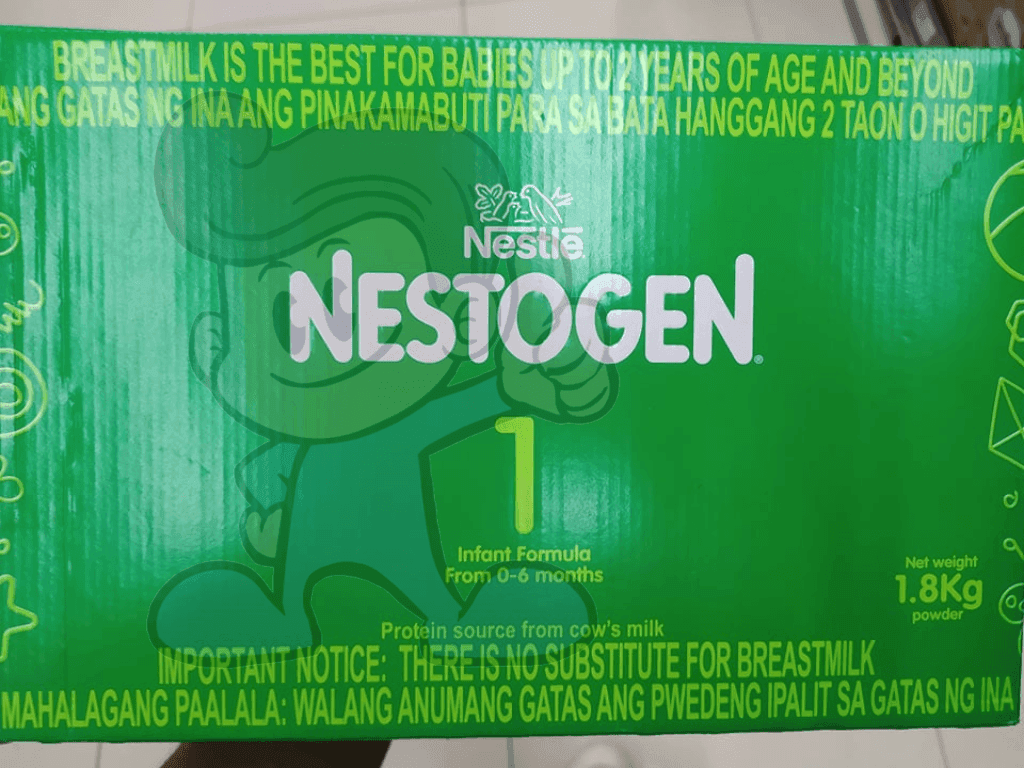 BREASTMILK IS THE BEST FOR BABIES UP TO 2 YEARS OF AGE AND BEYOND
ANG GATAS NG INA ANG PINAKAMABUTI PARA SA BATA HANGGANG 2 TAON O HIGIT PA
Nestlé
NESTOGEN®
1
Infant Formula
From 0-6 months
Net weight
1.8Kg
powder
Protein source from cow's milk
IMPORTANT NOTICE: THERE IS NO SUBSTITUTE FOR BREASTMILK
MAHALAGANG PAALALA: WALANG ANUMANG GATAS ANG PWEDENG IPALIT SA GATAS NG INA